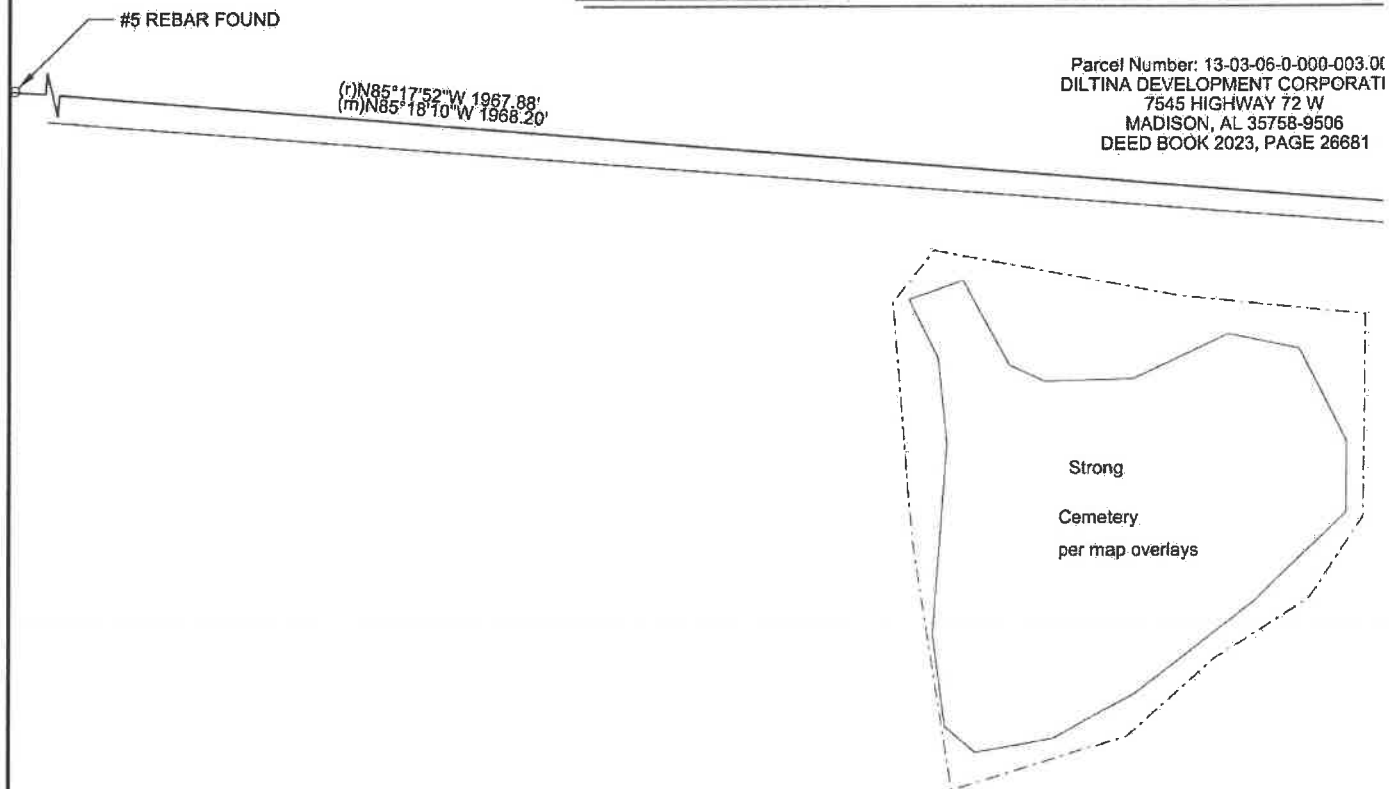 #5 REBAR FOUND
(r)N85°17'52"W 1967.88'
(m)N85°18'10"W 1968.20'
Parcel Number: 13-03-06-0-000-003.00
DILTINA DEVELOPMENT CORPORATI
7545 HIGHWAY 72 W
MADISON, AL 35758-9506
DEED BOOK 2023, PAGE 26681
Strong
Cemetery
per map overlays